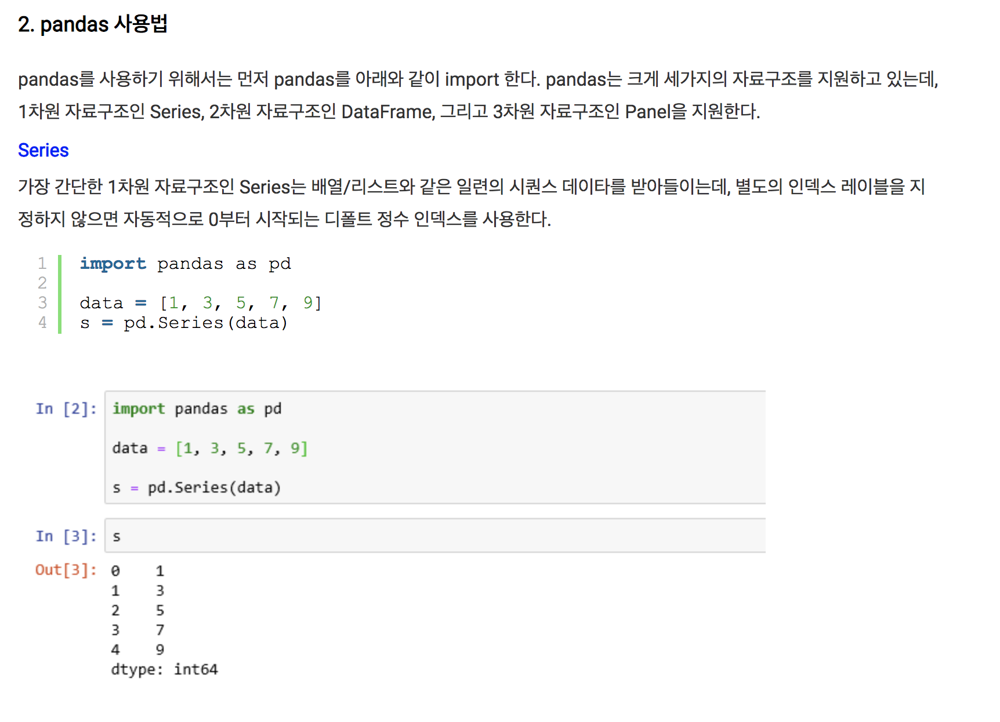 2. pandas 사용법
pandas를 사용하기 위해서는 먼저 pandas를 아래와 같이 import 한다. pandas는 크게 세가지의 자료구조를 지원하고 있는데,
1차원 자료구조인 Series, 2차원 자료구조인 DataFrame, 그리고 3차원 자료구조인 Panel을 지원한다.
Series
가장 간단한 1차원 자료구조인 Series는 배열/리스트와 같은 일련의 시퀀스 데이타를 받아들이는데, 별도의 인덱스 레이블을 지
정하지 않으면 자동적으로 0부터 시작되는 디폴트 정수 인덱스를 사용한다.
1 import pandas as pd
2
3 data = [1, 3, 5, 7, 9]
4 s = pd.Series(data)
In [2]: import pandas as pd
data = [1, 3, 5, 7, 9]
s = pd.Series(data)
In [3]: s
Out[3]: 0 1
1 3
2 5
3 7
4 9
dtype: int64